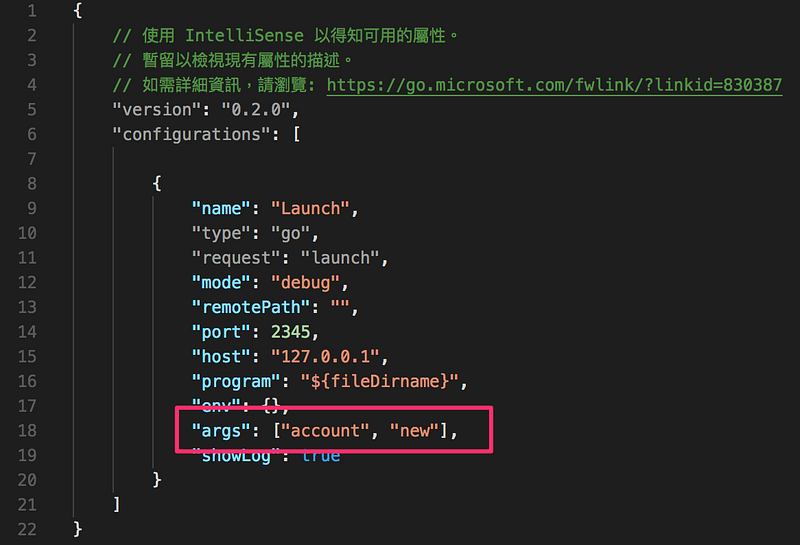 1 {
2 // 使用 IntelliSense 以得知可用的屬性。
3 // 暫留以檢視現有屬性的描述。
4 // 如需詳細資訊，請瀏覽: https://go.microsoft.com/fwlink/?linkid=830387
5 "version": "0.2.0",
6 "configurations": [
7
8 {
9 "name": "Launch",
10 "type": "go",
11 "request": "launch",
12 "mode": "debug",
13 "remotePath": "",
14 "port": 2345,
15 "host": "127.0.0.1",
16 "program": "${fileDirname}",
17 "env": {},
18 "args": ["account", "new"],
19 "showLog": true
20 }
21 ]
22 }